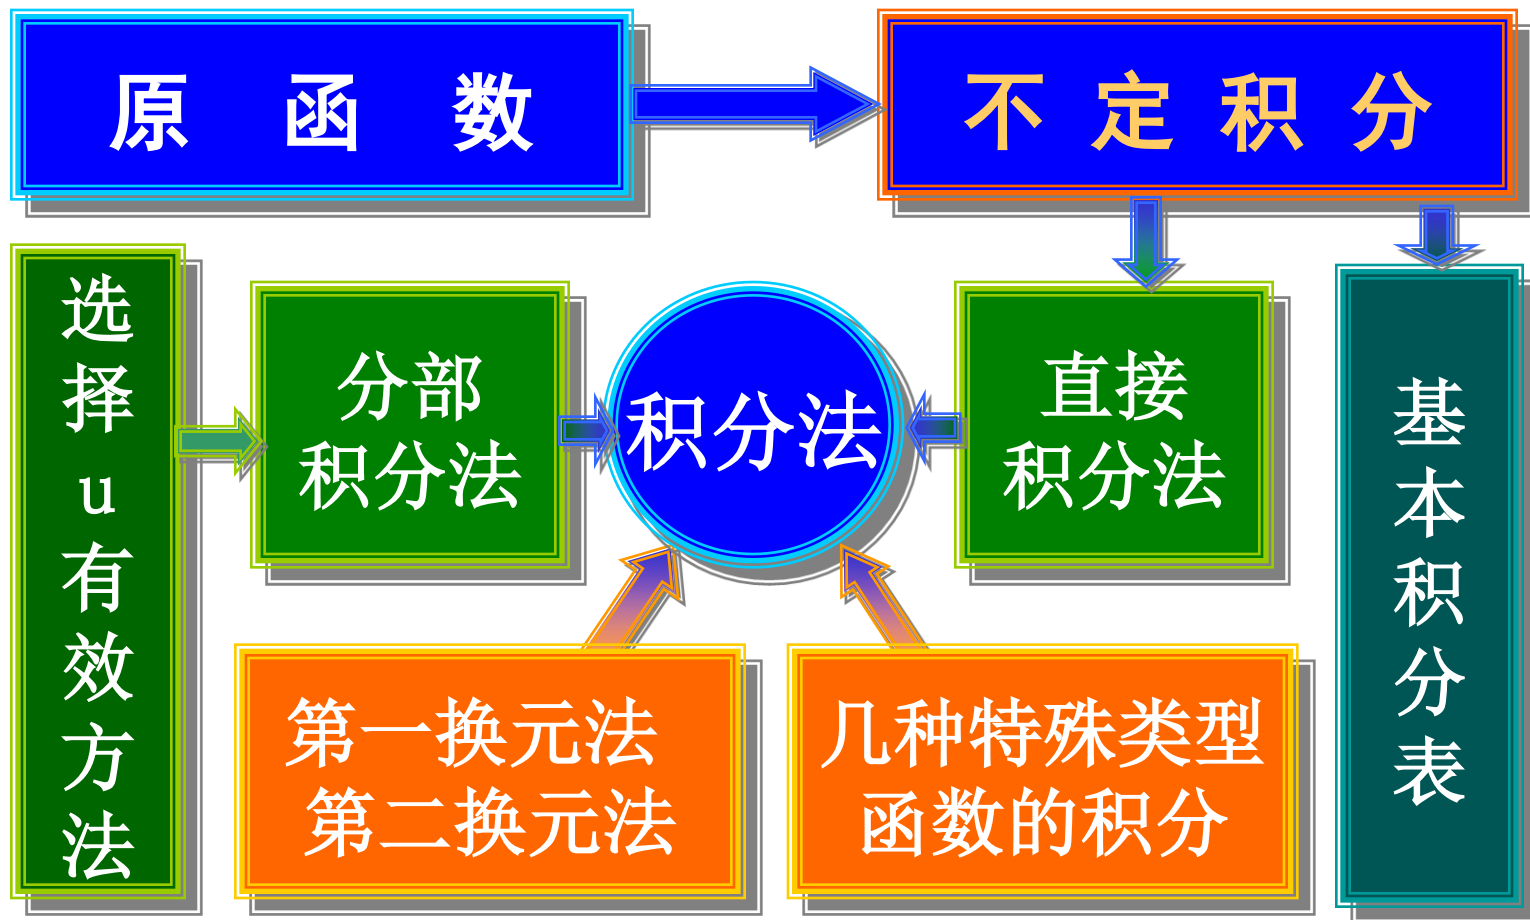 原 函 数
不 定 积 分
选
择
u
有
效
方
法
分部
积分法
积分法
直接
积分法
基
本
积
分
表
第一换元法
第二换元法
几种特殊类型
函数的积分